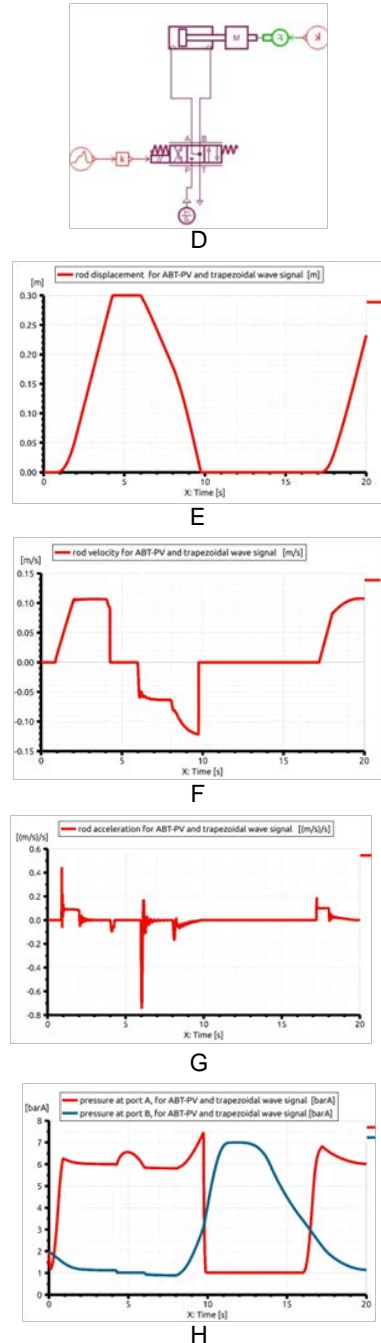 M
F
k
k
A B
P T
D
rod displacement for ABT-PV and trapezoidal wave signal [m]
[m]
0.30
0.25
0.20
0.15
0.10
0.05
0.00
0 5 10 15 20
X: Time [s]
E
rod velocity for ABT-PV and trapezoidal wave signal [m/s]
[m/s]
0.15
0.10
0.05
0.00
-0.05
-0.10
-0.15
0 5 10 15 20
X: Time [s]
F
rod acceleration for ABT-PV and trapezoidal wave signal [(m/s)/s]
[(m/s)/s]
0.6
0.4
0.2
-0.0
-0.2
-0.4
-0.6
-0.8
0 5 10 15 20
X: Time [s]
G
pressure at port A, for ABT-PV and trapezoidal wave signal [barA]
pressure at port B, for ABT-PV and trapezoidal wave signal [barA]
[barA]
8
7
6
5
4
3
2
1
0
0 5 10 15 20
X: Time [s]
H